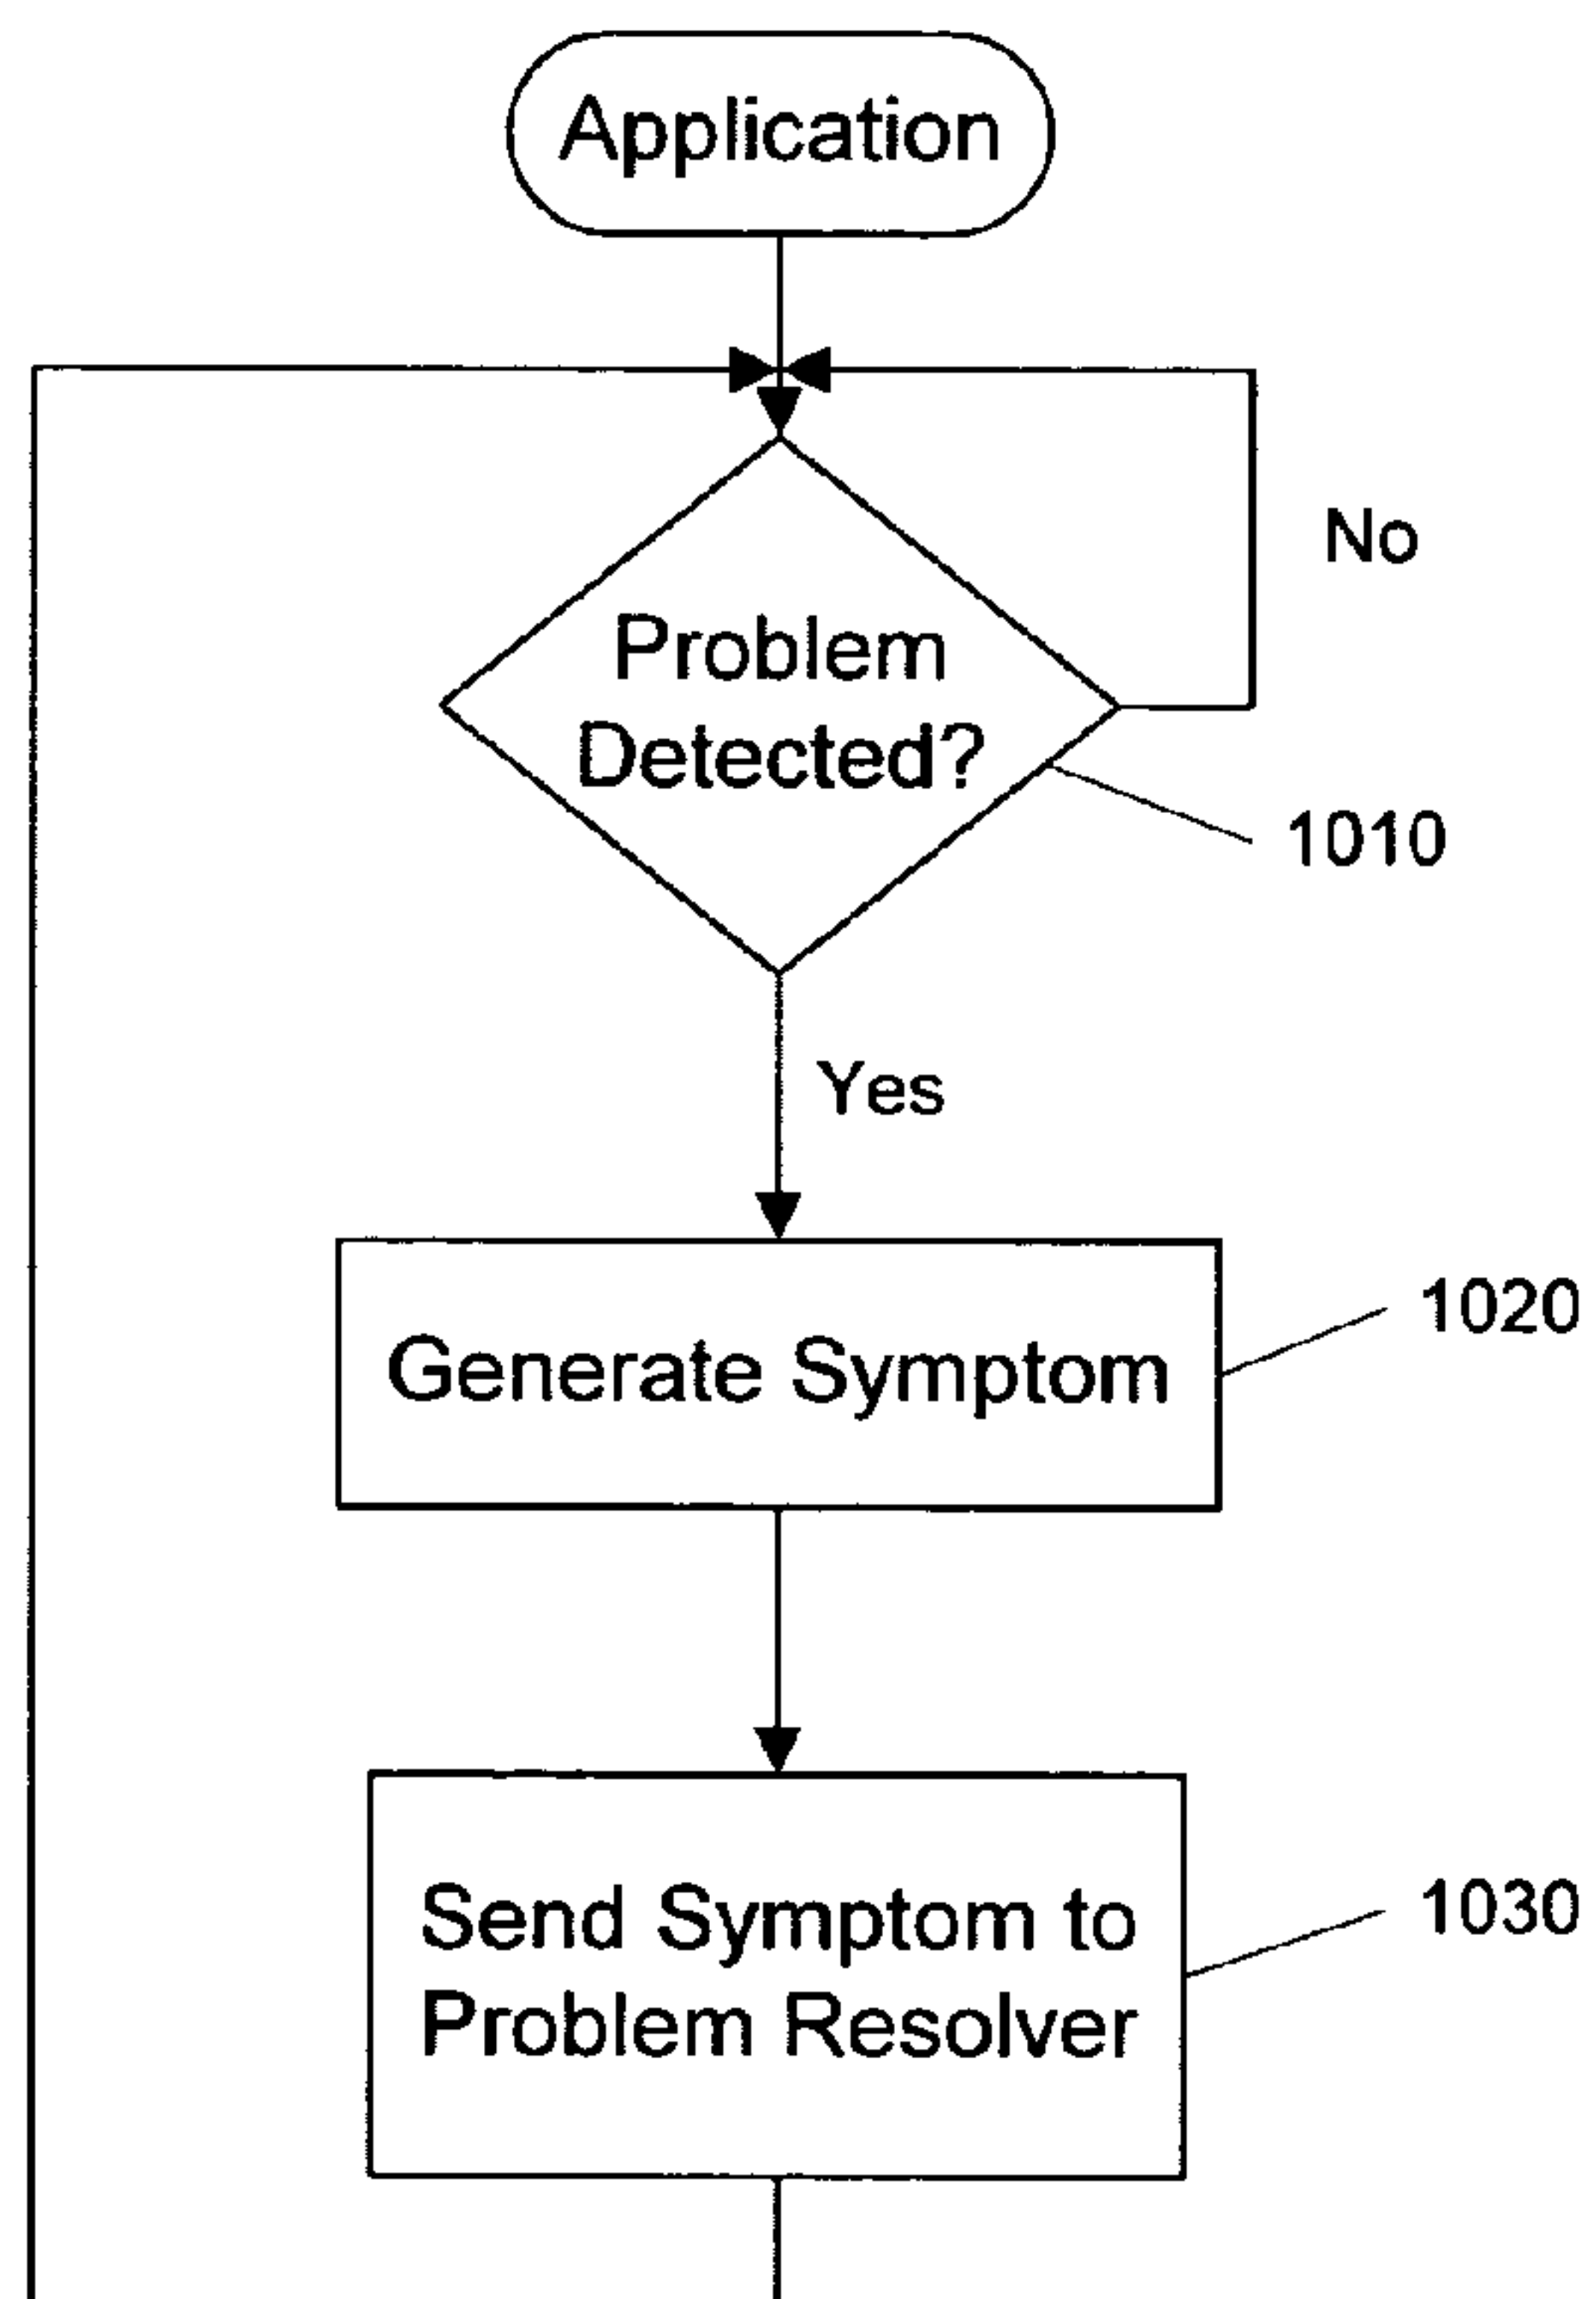 Application
No
Problem
Detected?
1010
Yes
Generate Symptom
1020
Send Symptom to
Problem Resolver
1030